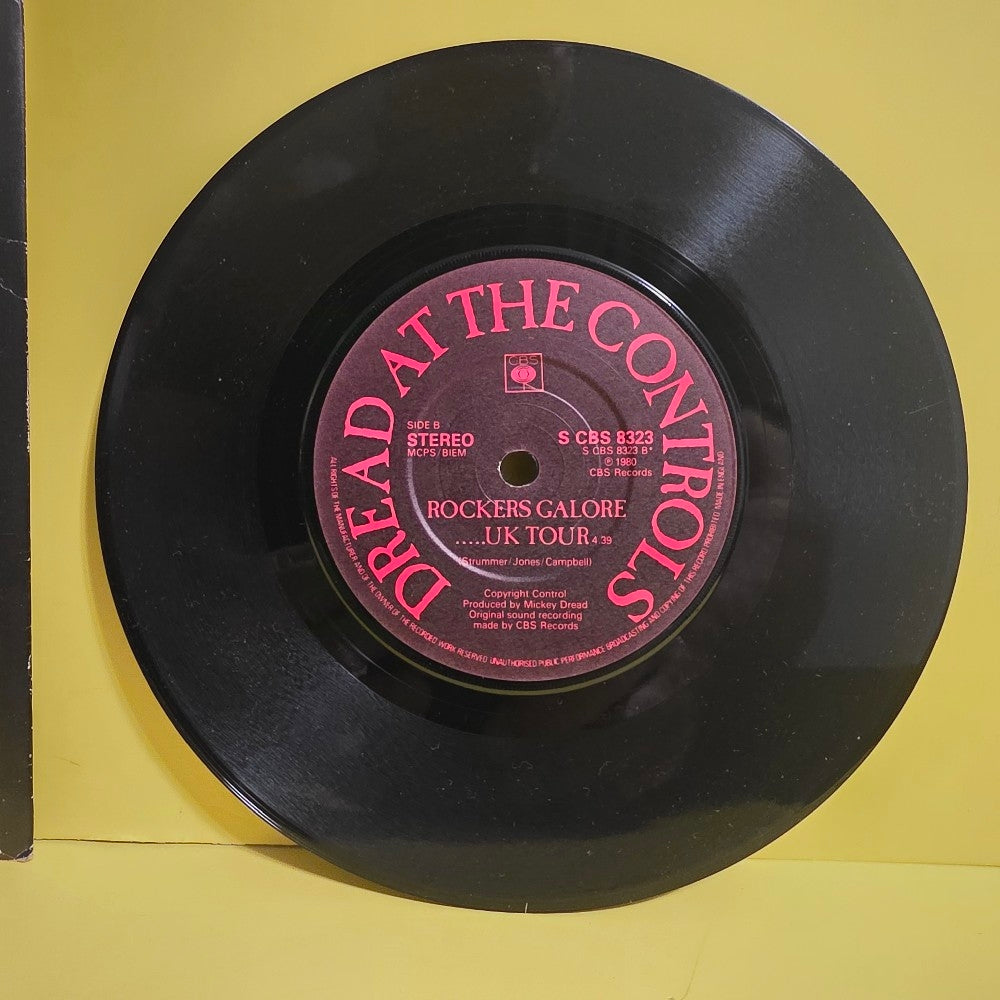 DREAD AT THE CONTROLS
CBS
SIDE B
STEREO
MCPS/BIEM
S CBS 8323
S CBS 8323 B*
℗ 1980
CBS Records
ROCKERS GALORE
.....UK TOUR 4 39
(Strummer/Jones/Campbell)
Copyright Control
Produced by Mickey Dread
Original sound recording
made by CBS Records
ALL RIGHTS OF THE MANUFACTURER AND OF THE OWNER OF THE RECORDED WORK RESERVED UNAUTHORISED PUBLIC PERFORMANCE BROADCASTING AND COPYING OF THIS RECORD PROHIBITED MADE IN ENGLAND